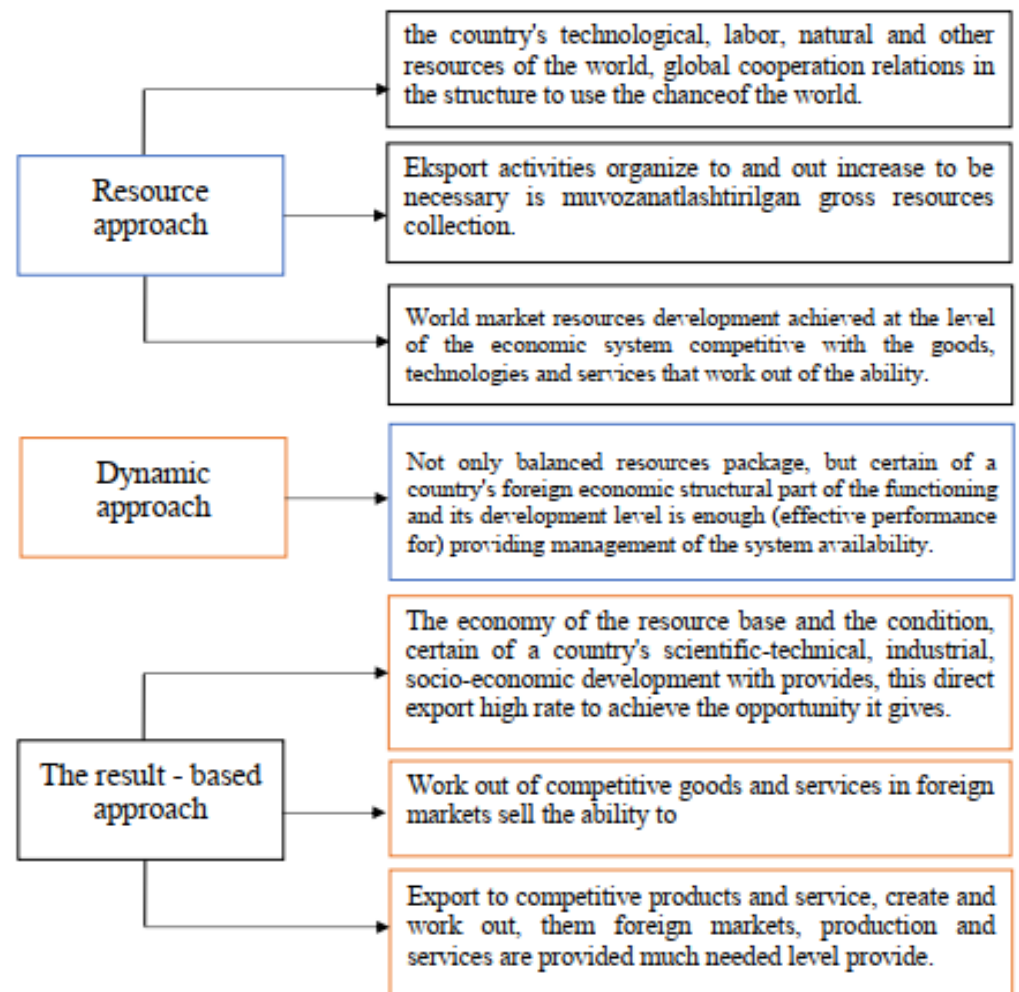 the country's technological, labor, natural and other
resources of the world, global cooperation relations in
the structure to use the chanceof the world.
Resource
approach
Eksport activities organize to and out increase to be
necessary is muvozanatlashtirilgan gross resources
collection.
World market resources development achieved at the level
of the economic system competitive with the goods,
technologies and services that work out of the ability.
Dynamic
approach
Not only balanced resources package, but certain of a
country's foreign economic structural part of the functioning
and its development level is enough (effective performance
for) providing management of the system availability.
The economy of the resource base and the condition,
certain of a country's scientific-technical, industrial,
socio-economic development with provides, this direct
export high rate to achieve the opportunity it gives.
The result - based
approach
Work out of competitive goods and services in foreign
markets sell the ability to
Export to competitive products and service, create and
work out, them foreign markets, production and
services are provided much needed level provide.